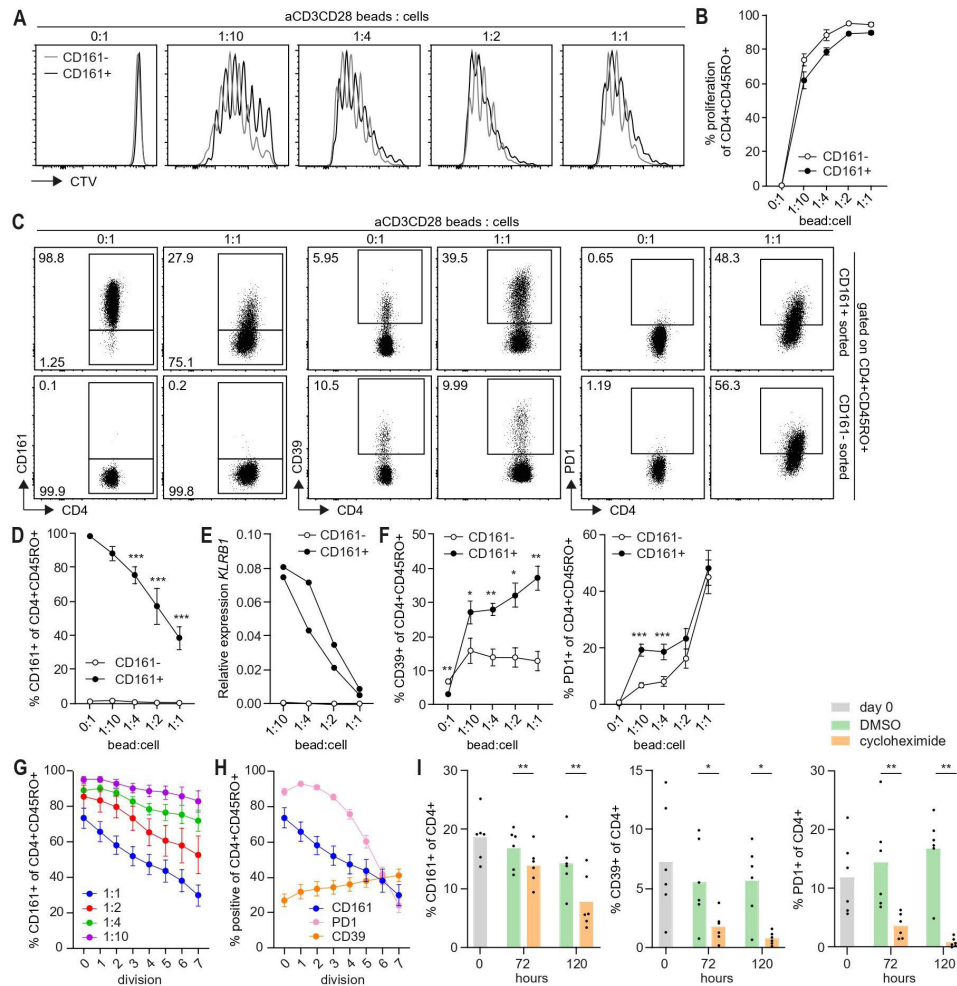 A
aCD3CD28 beads : cells
0:1 1:10 1:4 1:2 1:1
CD161-
CD161+
CTV
B
% proliferation
of CD4+CD45RO+
100
80
60
40
20
0
CD161-
CD161+
0:1 1:10 1:4 1:2 1:1
bead:cell
C
aCD3CD28 beads : cells
0:1 1:1 0:1 1:1 0:1 1:1
98.8 27.9 5.95 39.5 0.65 48.3
1.25 75.1
CD161+ sorted
0.1 0.2 10.5 9.99 1.19 56.3
99.9 99.8
CD161- sorted
gated on CD4+CD45RO+
CD161 CD39 PD1
CD4 CD4 CD4
D
% CD161+ of CD4+CD45RO+
100
80
60
40
20
0
*** *** ***
CD161-
CD161+
0:1 1:10 1:4 1:2 1:1
bead:cell
E
Relative expression KLRB1
0.10
0.08
0.06
0.04
0.02
0.00
CD161-
CD161+
1:10 1:4 1:2 1:1
bead:cell
F
% CD39+ of CD4+CD45RO+
50
40
30
20
10
0
CD161-
CD161+
** * ** * **
0:1 1:10 1:4 1:2 1:1
bead:cell
% PD1+ of CD4+CD45RO+
60
50
40
30
20
10
0
CD161-
CD161+
*** ***
0:1 1:10 1:4 1:2 1:1
bead:cell
day 0
DMSO
cycloheximide
G
% CD161+ of CD4+CD45RO+
100
80
60
40
20
0
1:1
1:2
1:4
1:10
0 1 2 3 4 5 6 7
division
H
% positive of CD4+CD45RO+
100
80
60
40
20
0
CD161
PD1
CD39
0 1 2 3 4 5 6 7
division
I
% CD161+ of CD4+
30
20
10
0
** **
0 72 120
hours
% CD39+ of CD4+
15
10
5
0
* *
0 72 120
hours
% PD1+ of CD4+
30
20
10
0
** **
0 72 120
hours